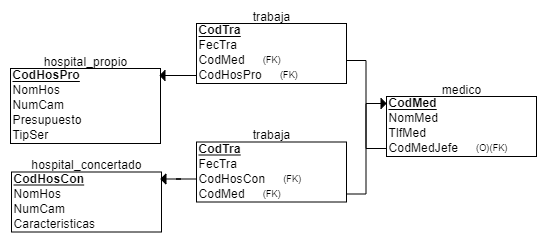 trabaja
CodTra
FecTra
CodMed (FK)
CodHosPro (FK)
hospital_propio
CodHosPro
NomHos
NumCam
Presupuesto
TipSer
medico
CodMed
NomMed
TlfMed
CodMedJefe (O)(FK)
trabaja
CodTra
FecTra
CodHosCon (FK)
CodMed (FK)
hospital_concertado
CodHosCon
NomHos
NumCam
Caracteristicas